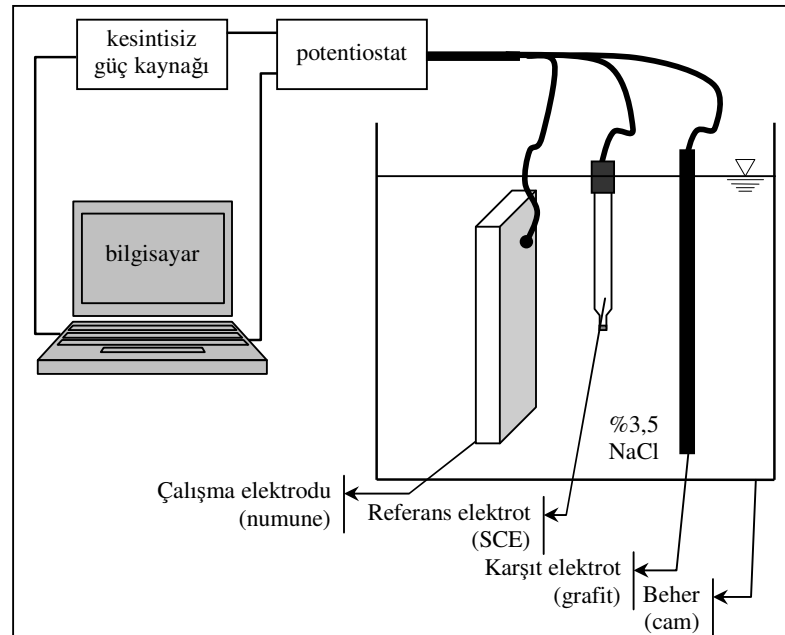 kesintisiz
güç kaynağı
potentiostat
bilgisayar
%3,5
NaCl
Çalışma elektrodu
(numune)
Referans elektrot
(SCE)
Karşıt elektrot
(grafit)
Beher
(cam)